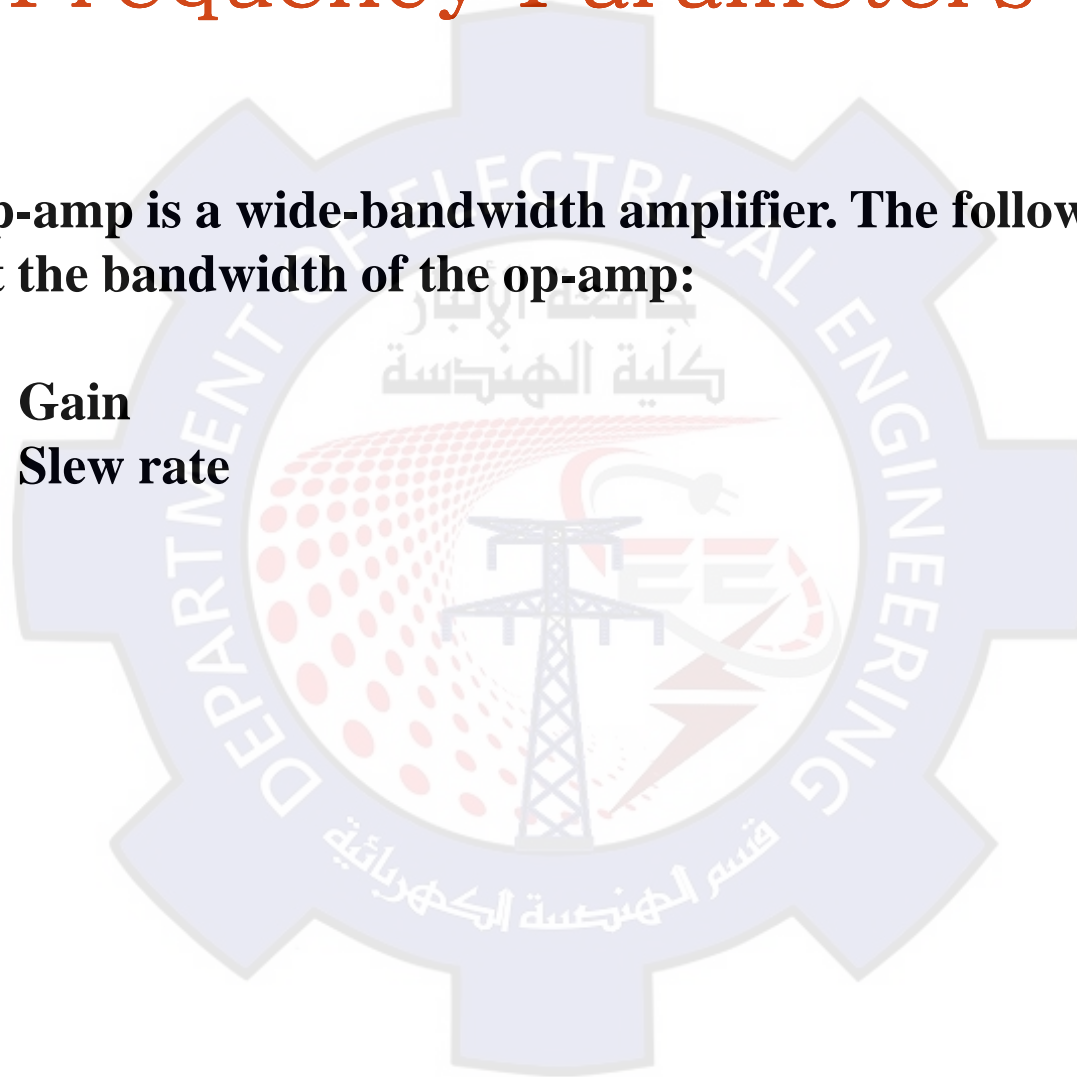 Frequency Parameters
p-amp is a wide-bandwidth amplifier. The follow
t the bandwidth of the op-amp:
Gain
Slew rate
DEPARTMENT OF ELECTRICAL ENGINEERING
جامعة الأنبار
كلية الهندسة
EE
قسم الهندسة الكهربائية